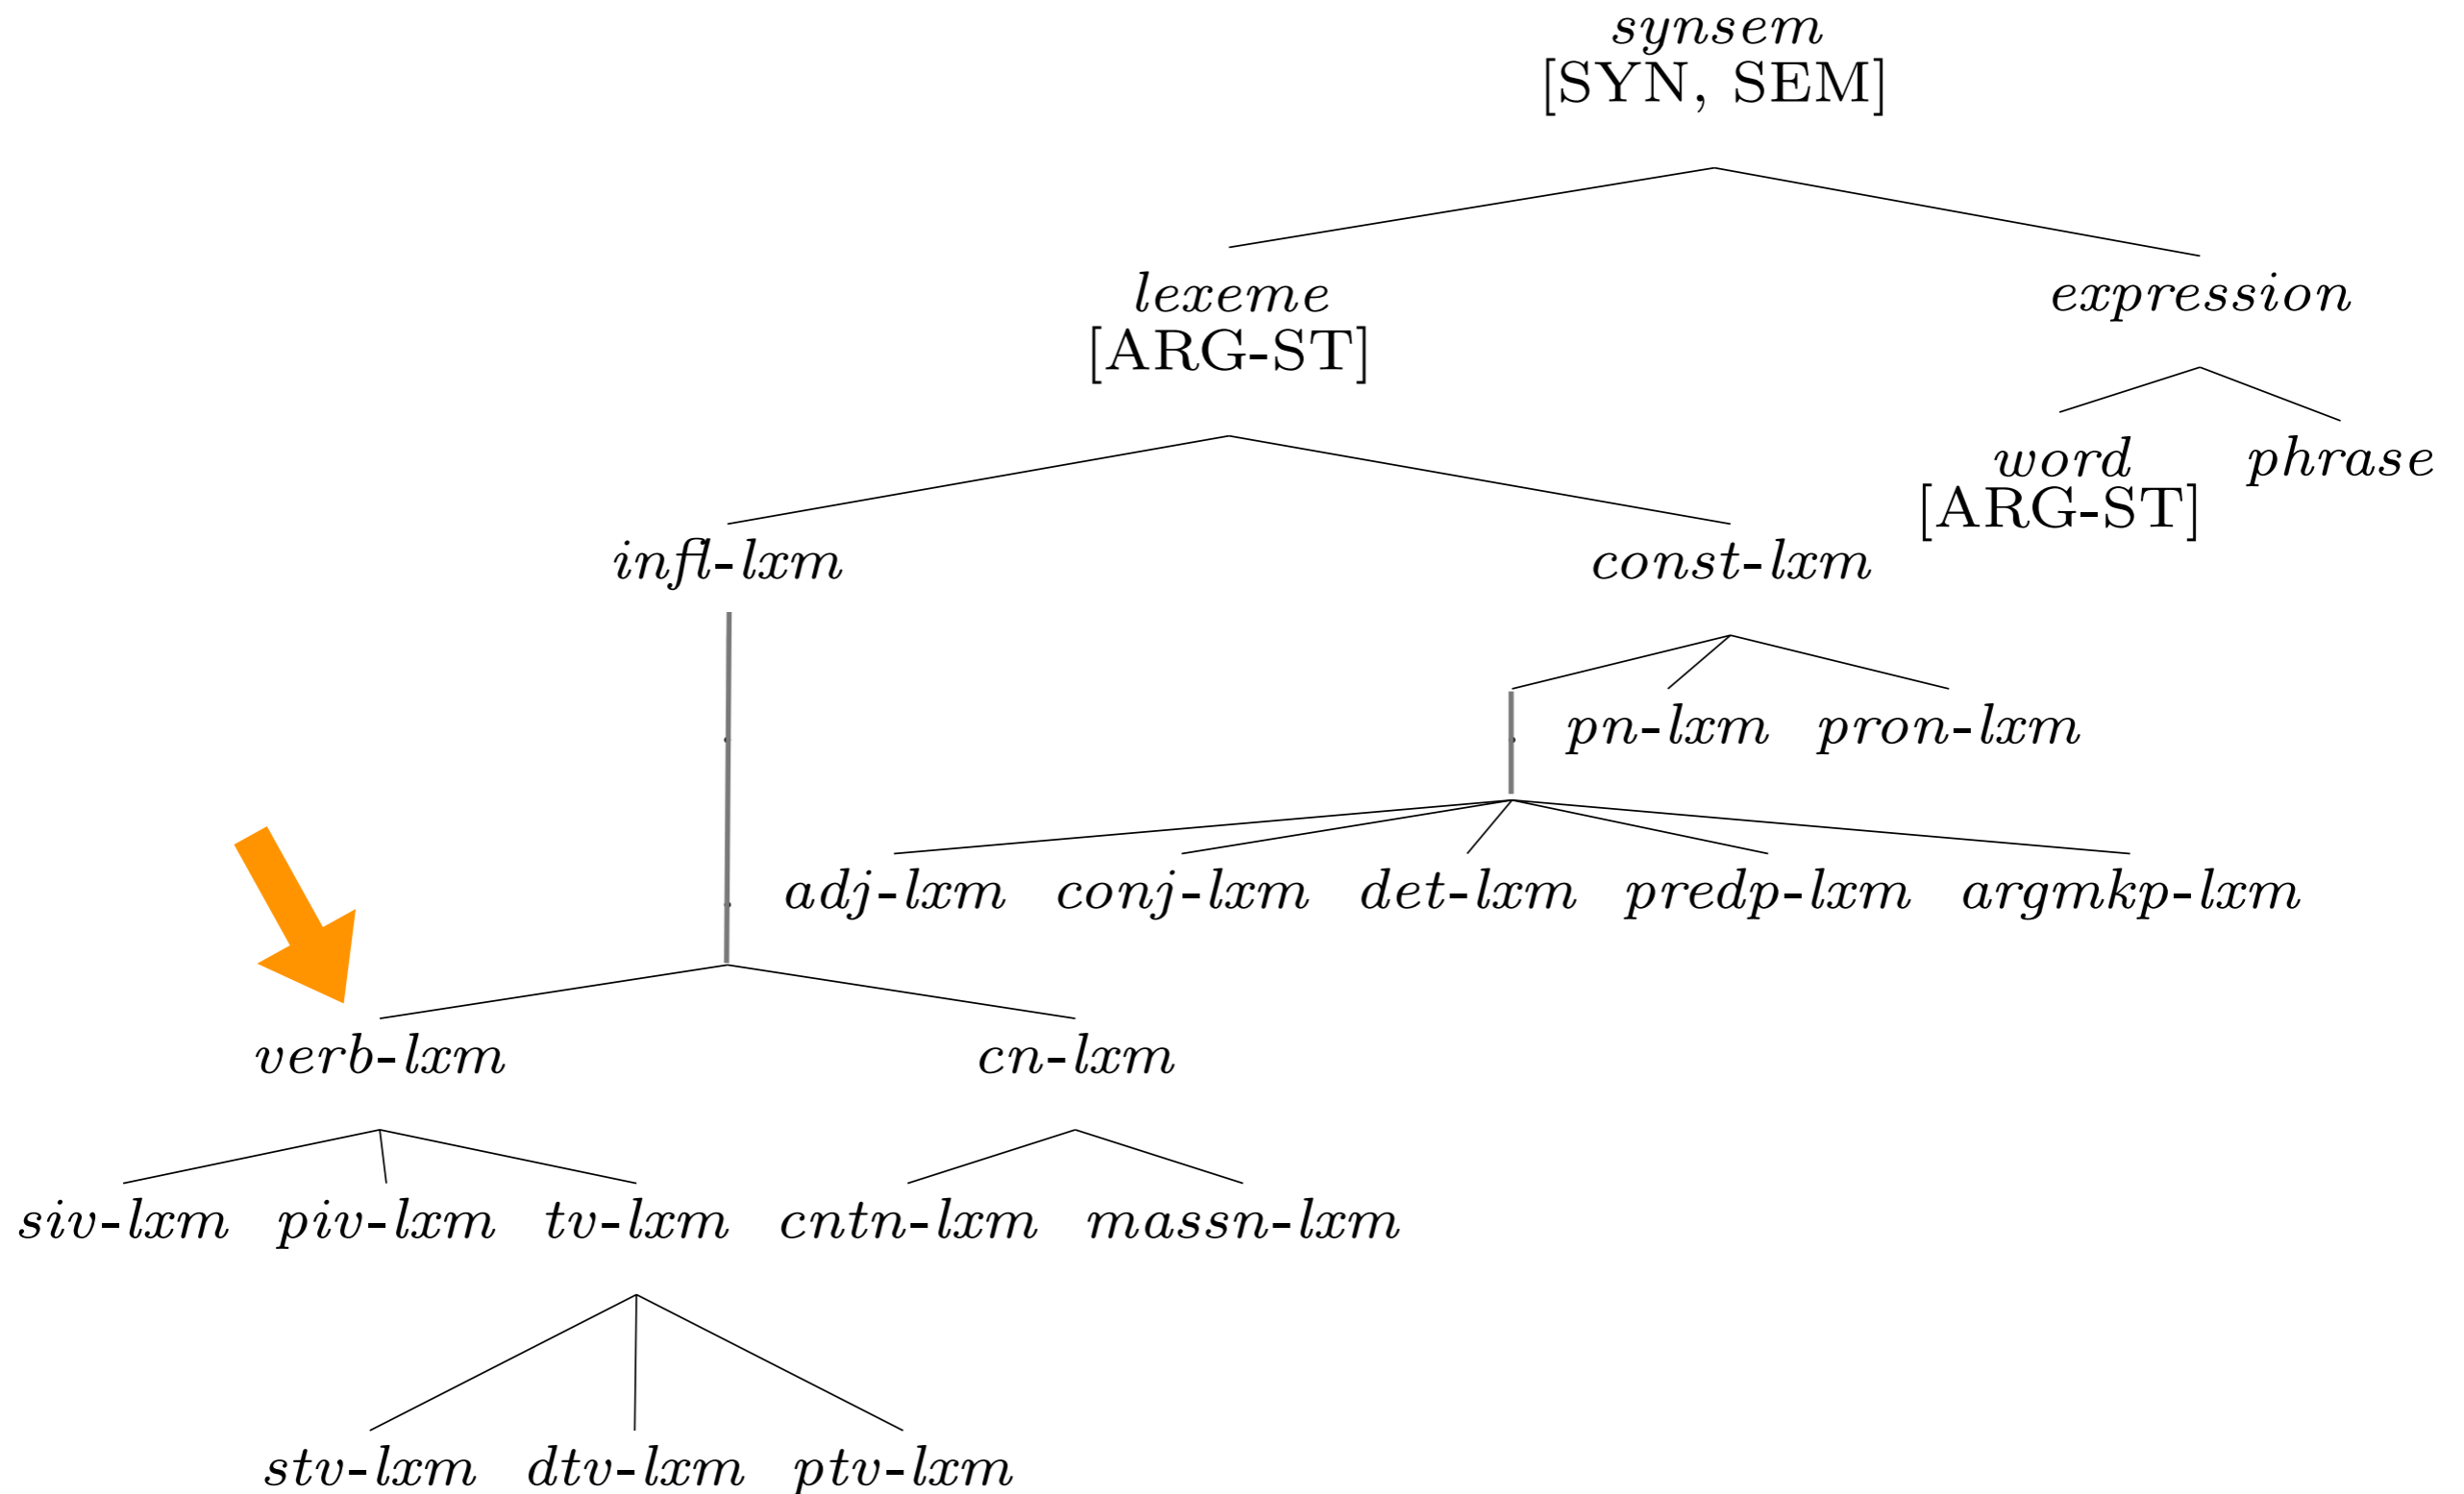 synsem
[SYN, SEM]
lexeme
[ARG-ST]
expression
word
[ARG-ST]
phrase
infl-lxm
const-lxm
pn-lxm
pron-lxm
adj-lxm
conj-lxm
det-lxm
predp-lxm
argmkp-lxm
verb-lxm
cn-lxm
siv-lxm
piv-lxm
tv-lxm
cntn-lxm
massn-lxm
stv-lxm
dtv-lxm
ptv-lxm